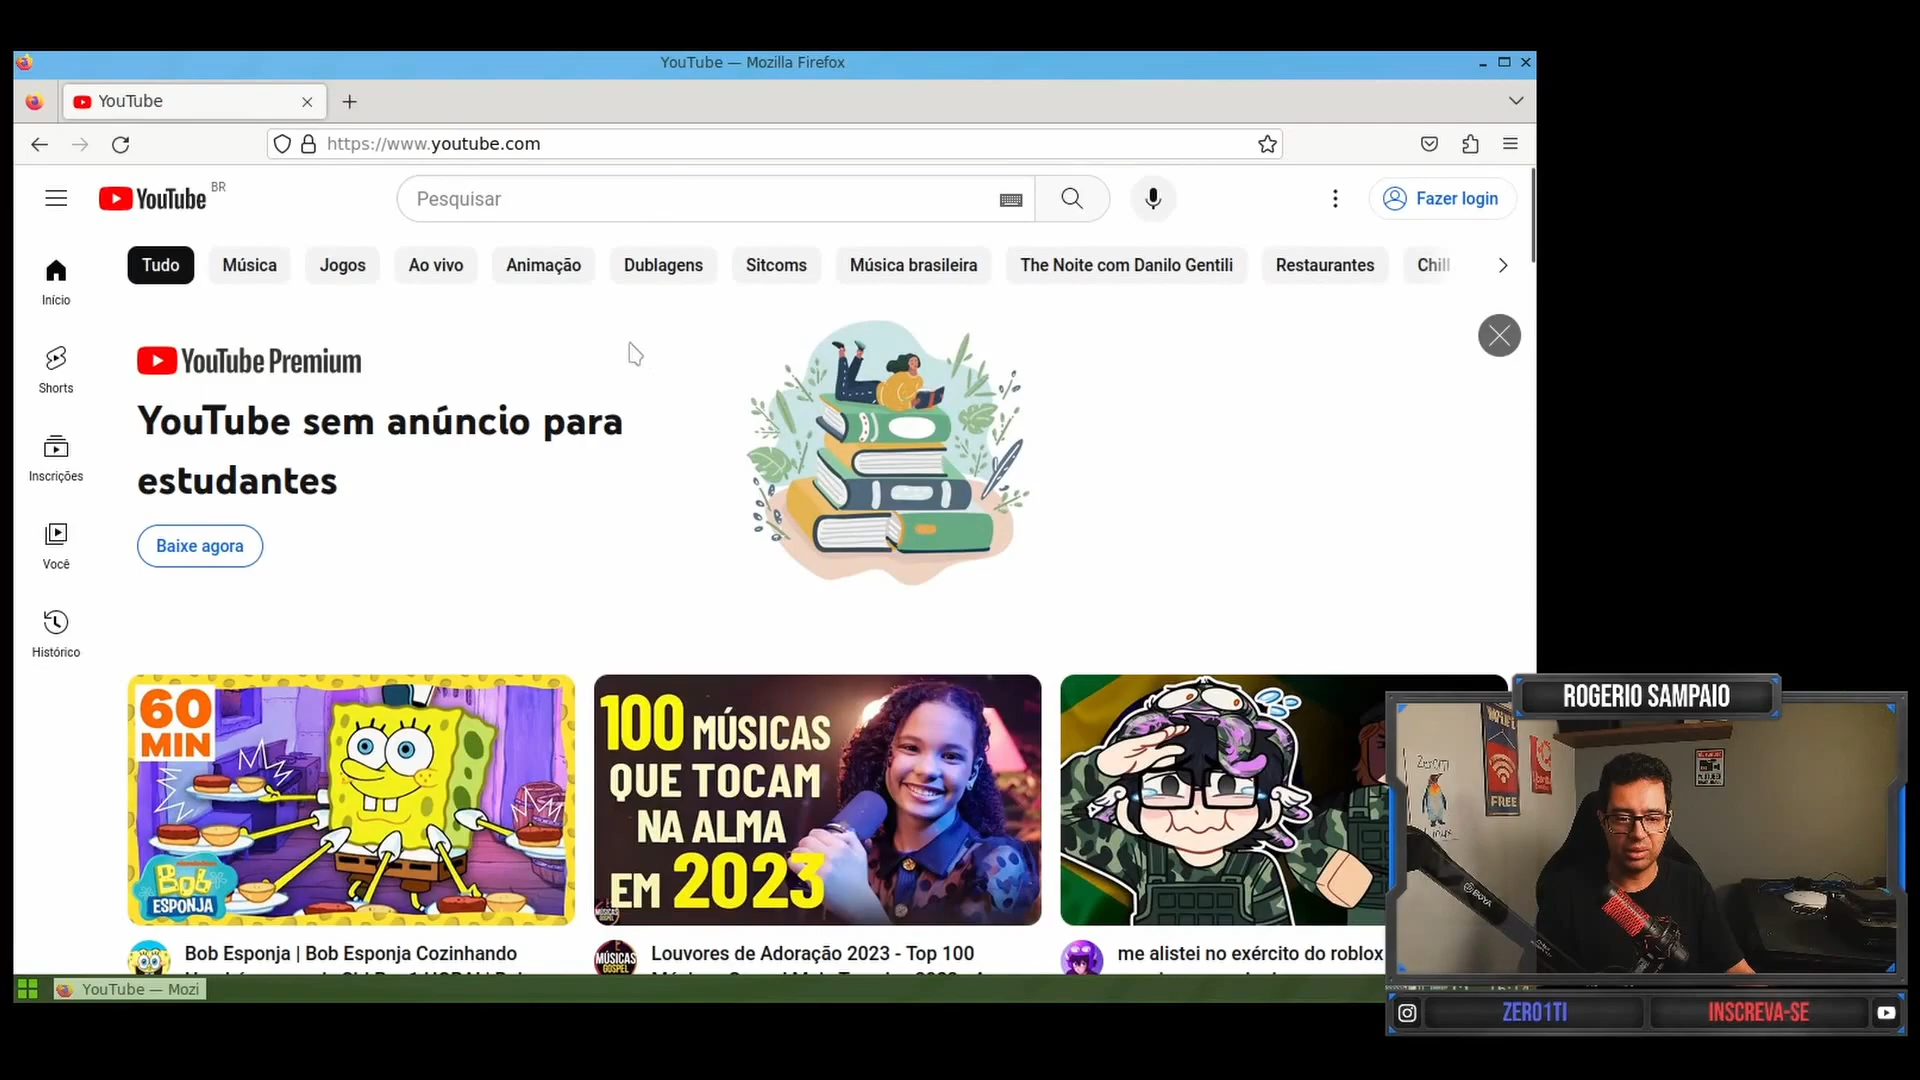 YouTube — Mozilla Firefox
YouTube
https://www.youtube.com
YouTube BR
Pesquisar
Fazer login
Tudo
Música
Jogos
Ao vivo
Animação
Dublagens
Sitcoms
Música brasileira
The Noite com Danilo Gentili
Restaurantes
Chill
Início
Shorts
Inscrições
Você
Histórico
YouTube Premium
YouTube sem anúncio para
estudantes
Baixe agora
60
MIN
Bob
ESPONJA
100 MÚSICAS
QUE TOCAM
NA ALMA
EM 2023
Bob Esponja | Bob Esponja Cozinhando
MÚSICAS
GOSPEL
Louvores de Adoração 2023 - Top 100
me alistei no exército do roblox
YouTube — Mozi
ROGERIO SAMPAIO
FREE
BOYA
ZERO1TI
INSCREVA-SE